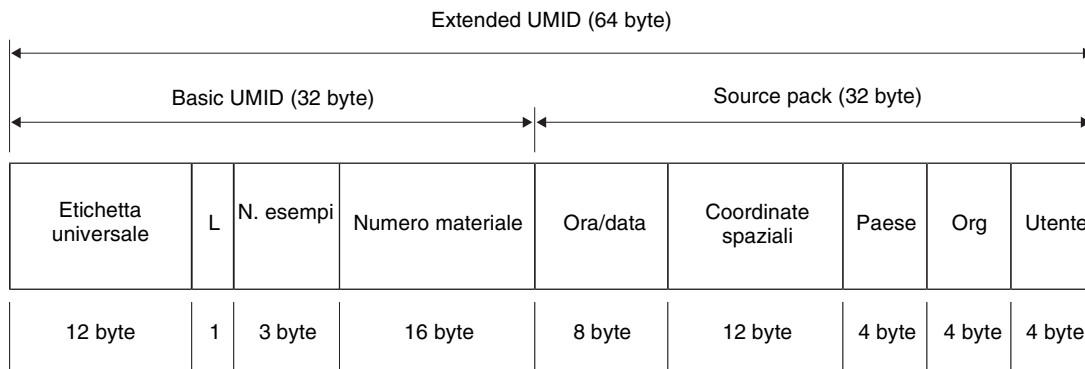 Extended UMID (64 byte)
Basic UMID (32 byte)
Source pack (32 byte)
Etichetta
universale
L
N. esempi
Numero materiale
Ora/data
Coordinate
spaziali
Paese
Org
Utente
12 byte
1
3 byte
16 byte
8 byte
12 byte
4 byte
4 byte
4 byte